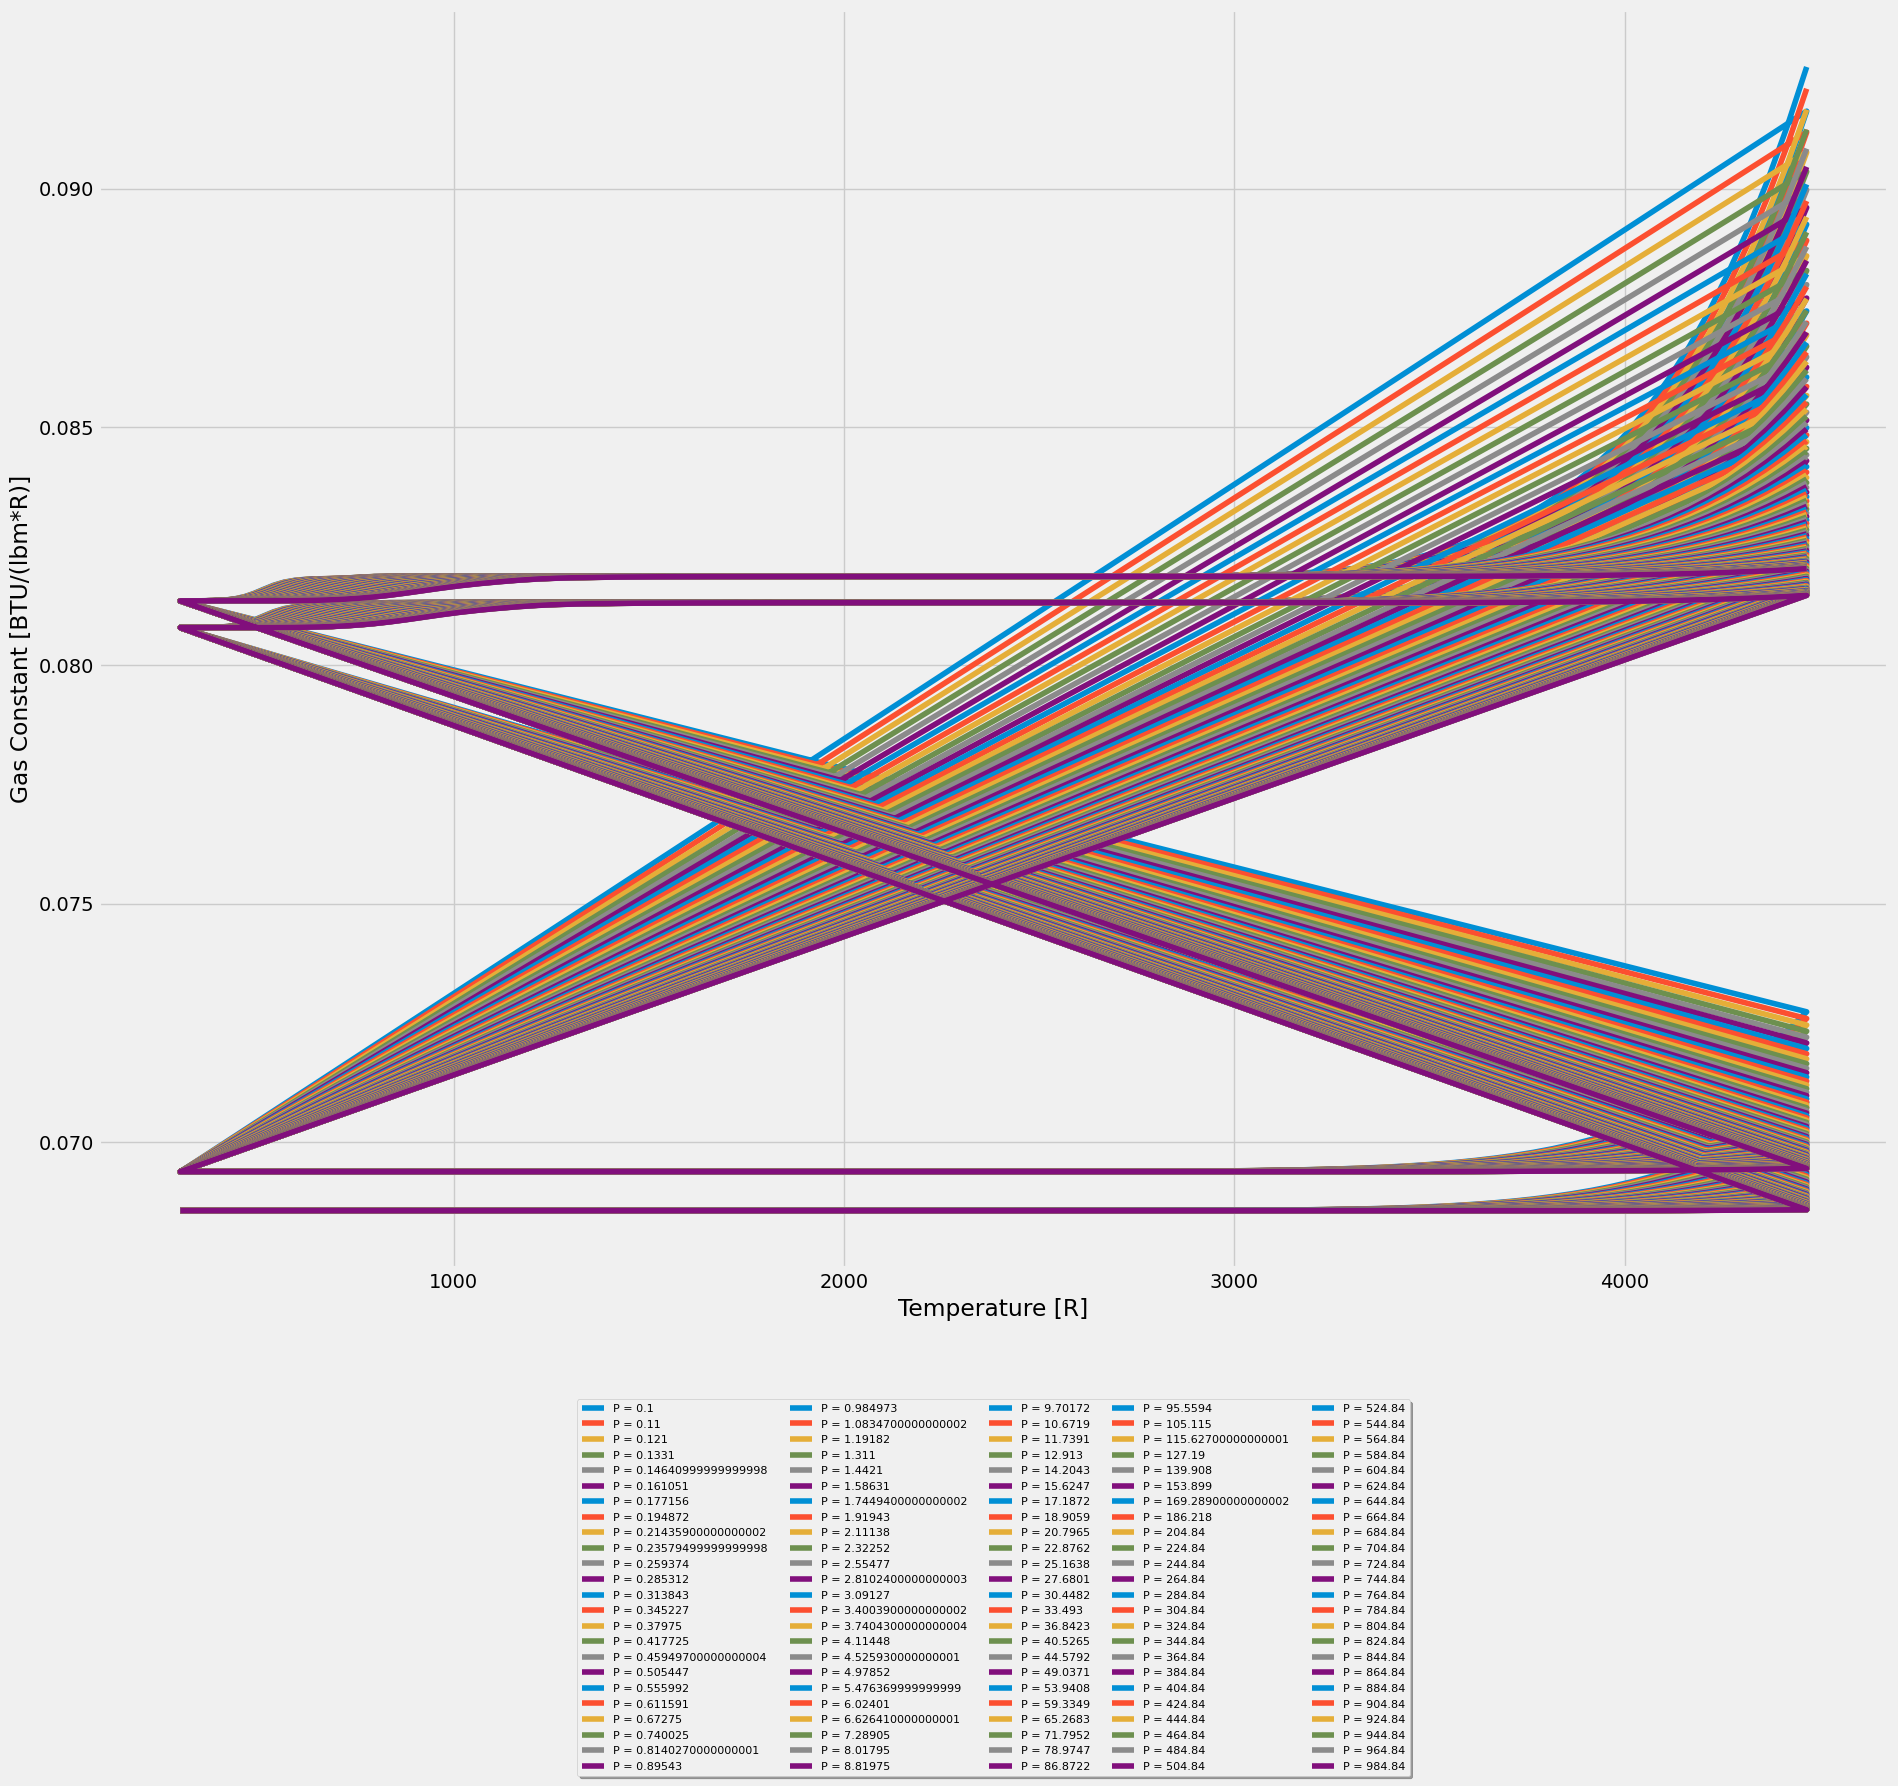 0.090
0.085
0.080
0.075
0.070
Gas Constant [BTU/(lbm*R)]
1000 2000 3000 4000
Temperature [R]
P = 0.1 P = 0.984973 P = 9.70172 P = 95.5594 P = 524.84
P = 0.11 P = 1.0834700000000002 P = 10.6719 P = 105.115 P = 544.84
P = 0.121 P = 1.19182 P = 11.7391 P = 115.62700000000001 P = 564.84
P = 0.1331 P = 1.311 P = 12.913 P = 127.19 P = 584.84
P = 0.14640999999999998 P = 1.4421 P = 14.2043 P = 139.908 P = 604.84
P = 0.161051 P = 1.58631 P = 15.6247 P = 153.899 P = 624.84
P = 0.177156 P = 1.7449400000000002 P = 17.1872 P = 169.28900000000002 P = 644.84
P = 0.194872 P = 1.91943 P = 18.9059 P = 186.218 P = 664.84
P = 0.21435900000000002 P = 2.11138 P = 20.7965 P = 204.84 P = 684.84
P = 0.23579499999999998 P = 2.32252 P = 22.8762 P = 224.84 P = 704.84
P = 0.259374 P = 2.55477 P = 25.1638 P = 244.84 P = 724.84
P = 0.285312 P = 2.8102400000000003 P = 27.6801 P = 264.84 P = 744.84
P = 0.313843 P = 3.09127 P = 30.4482 P = 284.84 P = 764.84
P = 0.345227 P = 3.4003900000000002 P = 33.493 P = 304.84 P = 784.84
P = 0.37975 P = 3.7404300000000004 P = 36.8423 P = 324.84 P = 804.84
P = 0.417725 P = 4.11448 P = 40.5265 P = 344.84 P = 824.84
P = 0.45949700000000004 P = 4.525930000000001 P = 44.5792 P = 364.84 P = 844.84
P = 0.505447 P = 4.97852 P = 49.0371 P = 384.84 P = 864.84
P = 0.555992 P = 5.476369999999999 P = 53.9408 P = 404.84 P = 884.84
P = 0.611591 P = 6.02401 P = 59.3349 P = 424.84 P = 904.84
P = 0.67275 P = 6.626410000000001 P = 65.2683 P = 444.84 P = 924.84
P = 0.740025 P = 7.28905 P = 71.7952 P = 464.84 P = 944.84
P = 0.8140270000000001 P = 8.01795 P = 78.9747 P = 484.84 P = 964.84
P = 0.89543 P = 8.81975 P = 86.8722 P = 504.84 P = 984.84